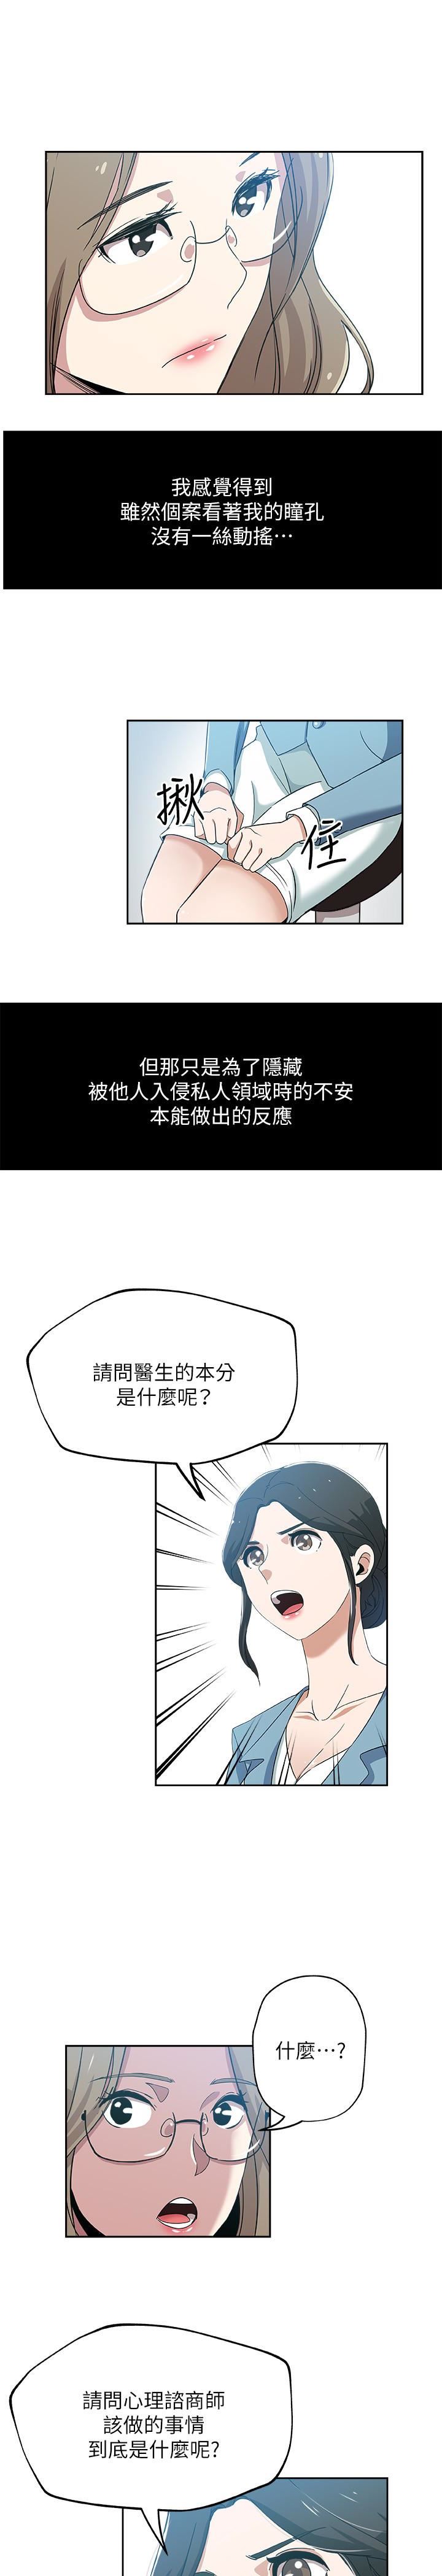 我感覺得到
雖然個案看著我的瞳孔
沒有一絲動搖⋯
揪
住
但那只是為了隱藏
被他人入侵私人領域時的不安
本能做出的反應
請問醫生的本分
是什麼呢?
什麼⋯?
請問心理諮商師
該做的事情
到底是什麼呢?